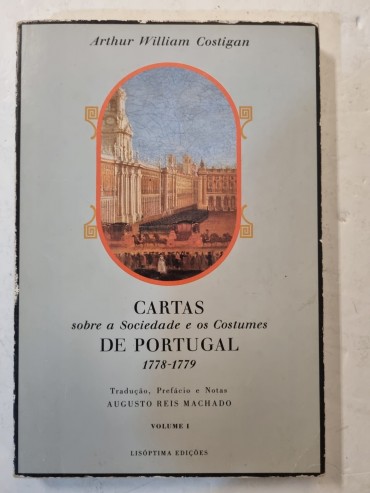 Arthur William Costigan
CARTAS
sobre a Sociedade e os Costumes
DE PORTUGAL
1778-1779
Tradução, Prefácio e Notas
AUGUSTO REIS MACHADO
VOLUME I
LISÓPTIMA EDIÇÕES